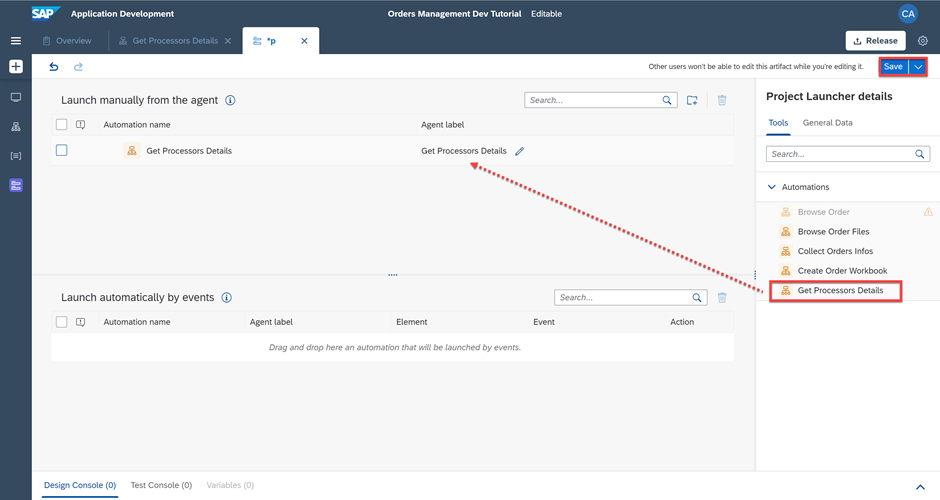 SAP Application Development Orders Management Dev Tutorial Editable CA
Overview Get Processors Details *p Release
Other users won't be able to edit this artifact while you're editing it. Save
Launch manually from the agent Search...
Automation name Agent label
Get Processors Details Get Processors Details
Launch automatically by events Search...
Automation name Agent label Element Event Action
Drag and drop here an automation that will be launched by events.
Project Launcher details
Tools General Data
Search...
Automations
Browse Order
Browse Order Files
Collect Orders Infos
Create Order Workbook
Get Processors Details
Design Console (0) Test Console (0) Variables (0)